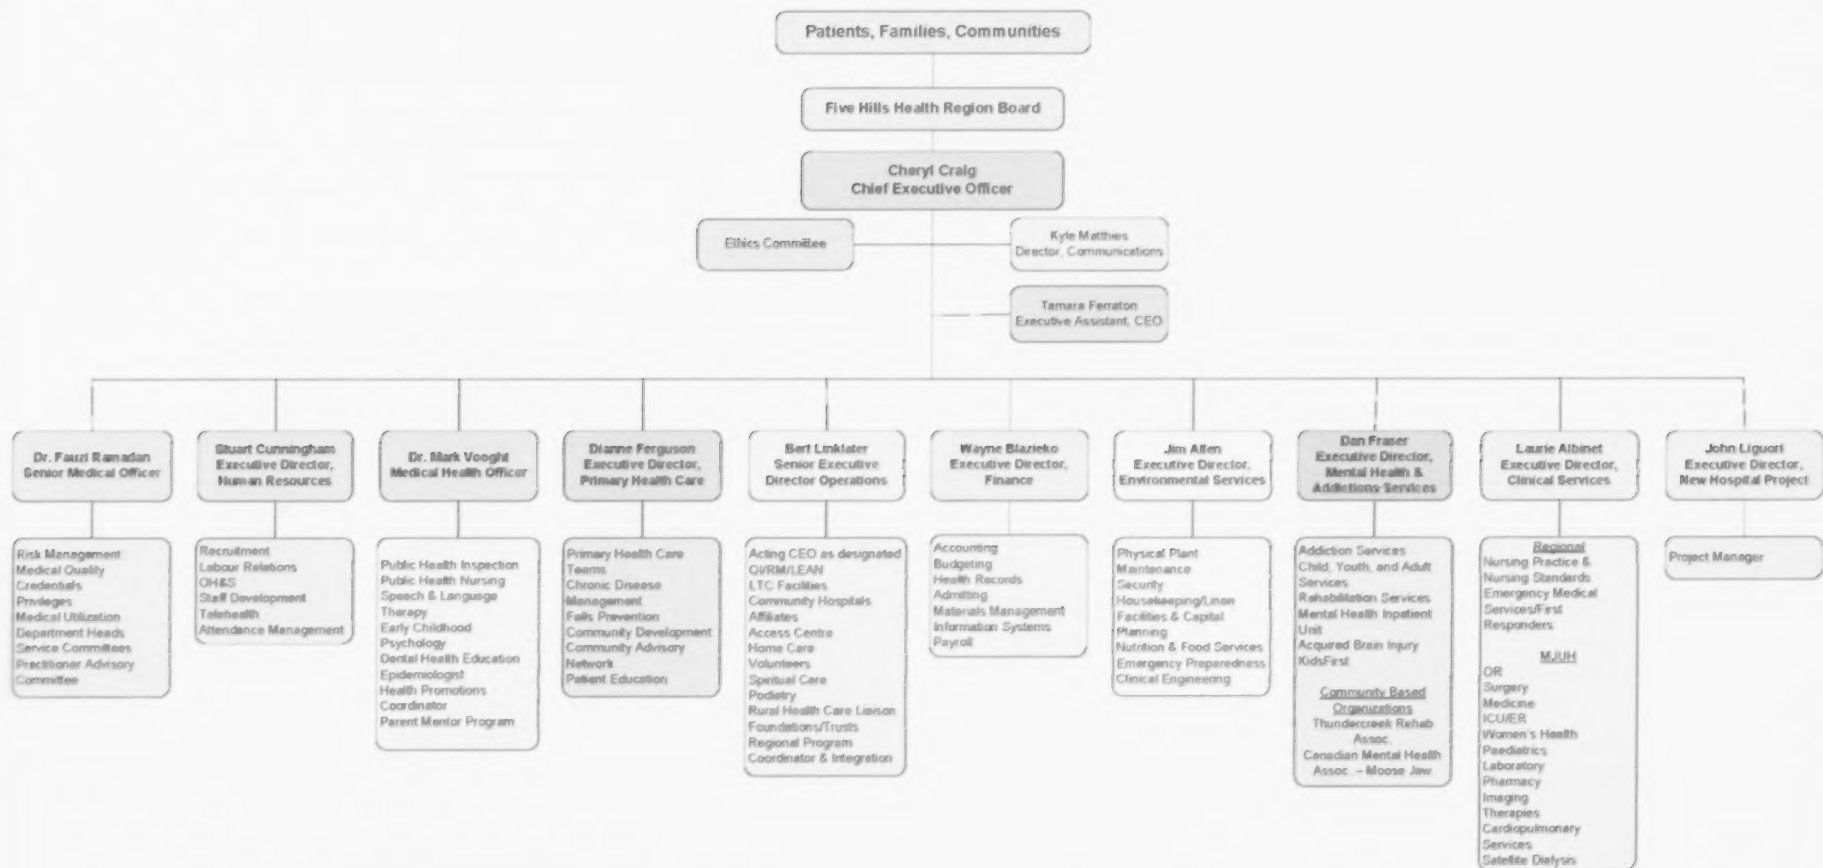 Patients, Families, Communities
Five Hills Health Region Board
Cheryl Craig
Chief Executive Officer
Ethics Committee
Kyle Matthies
Director, Communications
Tamara Ferraton
Executive Assistant, CEO
Dr. Fauzi Ramadan
Senior Medical Officer
Stuart Cunningham
Executive Director,
Human Resources
Dr. Mark Vooght
Medical Health Officer
Dianne Ferguson
Executive Director,
Primary Health Care
Bert Linklater
Senior Executive
Director Operations
Wayne Blazieko
Executive Director,
Finance
Jim Allen
Executive Director,
Environmental Services
Dan Fraser
Executive Director,
Mental Health &
Addictions Services
Laurie Albinet
Executive Director,
Clinical Services
John Liguori
Executive Director,
New Hospital Project
Risk Management
Medical Quality
Credentials
Privileges
Medical Utilization
Department Heads
Service Committees
Practitioner Advisory
Committee
Recruitment
Labour Relations
OH&S
Staff Development
Telehealth
Attendance Management
Public Health Inspection
Public Health Nursing
Speech & Language
Therapy
Early Childhood
Psychology
Dental Health Education
Epidemiologist
Health Promotions
Coordinator
Parent Mentor Program
Primary Health Care
Teams
Chronic Disease
Management
Falls Prevention
Community Development
Community Advisory
Network
Patient Education
Acting CEO as designated
QI/RM/LEAN
LTC Facilities
Community Hospitals
Affiliates
Access Centre
Home Care
Volunteers
Spiritual Care
Podiatry
Rural Health Care Liaison
Foundations/Trusts
Regional Program
Coordinator & Integration
Accounting
Budgeting
Health Records
Admitting
Materials Management
Information Systems
Payroll
Physical Plant
Maintenance
Security
Housekeeping/Linen
Facilities & Capital
Planning
Nutrition & Food Services
Emergency Preparedness
Clinical Engineering
Addiction Services
Child, Youth, and Adult
Services
Rehabilitation Services
Mental Health Inpatient
Unit
Acquired Brain Injury
KidsFirst
Community Based
Organizations
Thundercreek Rehab
Assoc.
Canadian Mental Health
Assoc. – Moose Jaw
Regional
Nursing Practice &
Nursing Standards
Emergency Medical
Services/First
Responders
MJUH
OR
Surgery
Medicine
ICU/ER
Women's Health
Paediatrics
Laboratory
Pharmacy
Imaging
Therapies
Cardiopulmonary
Services
Satellite Dialysis
Project Manager